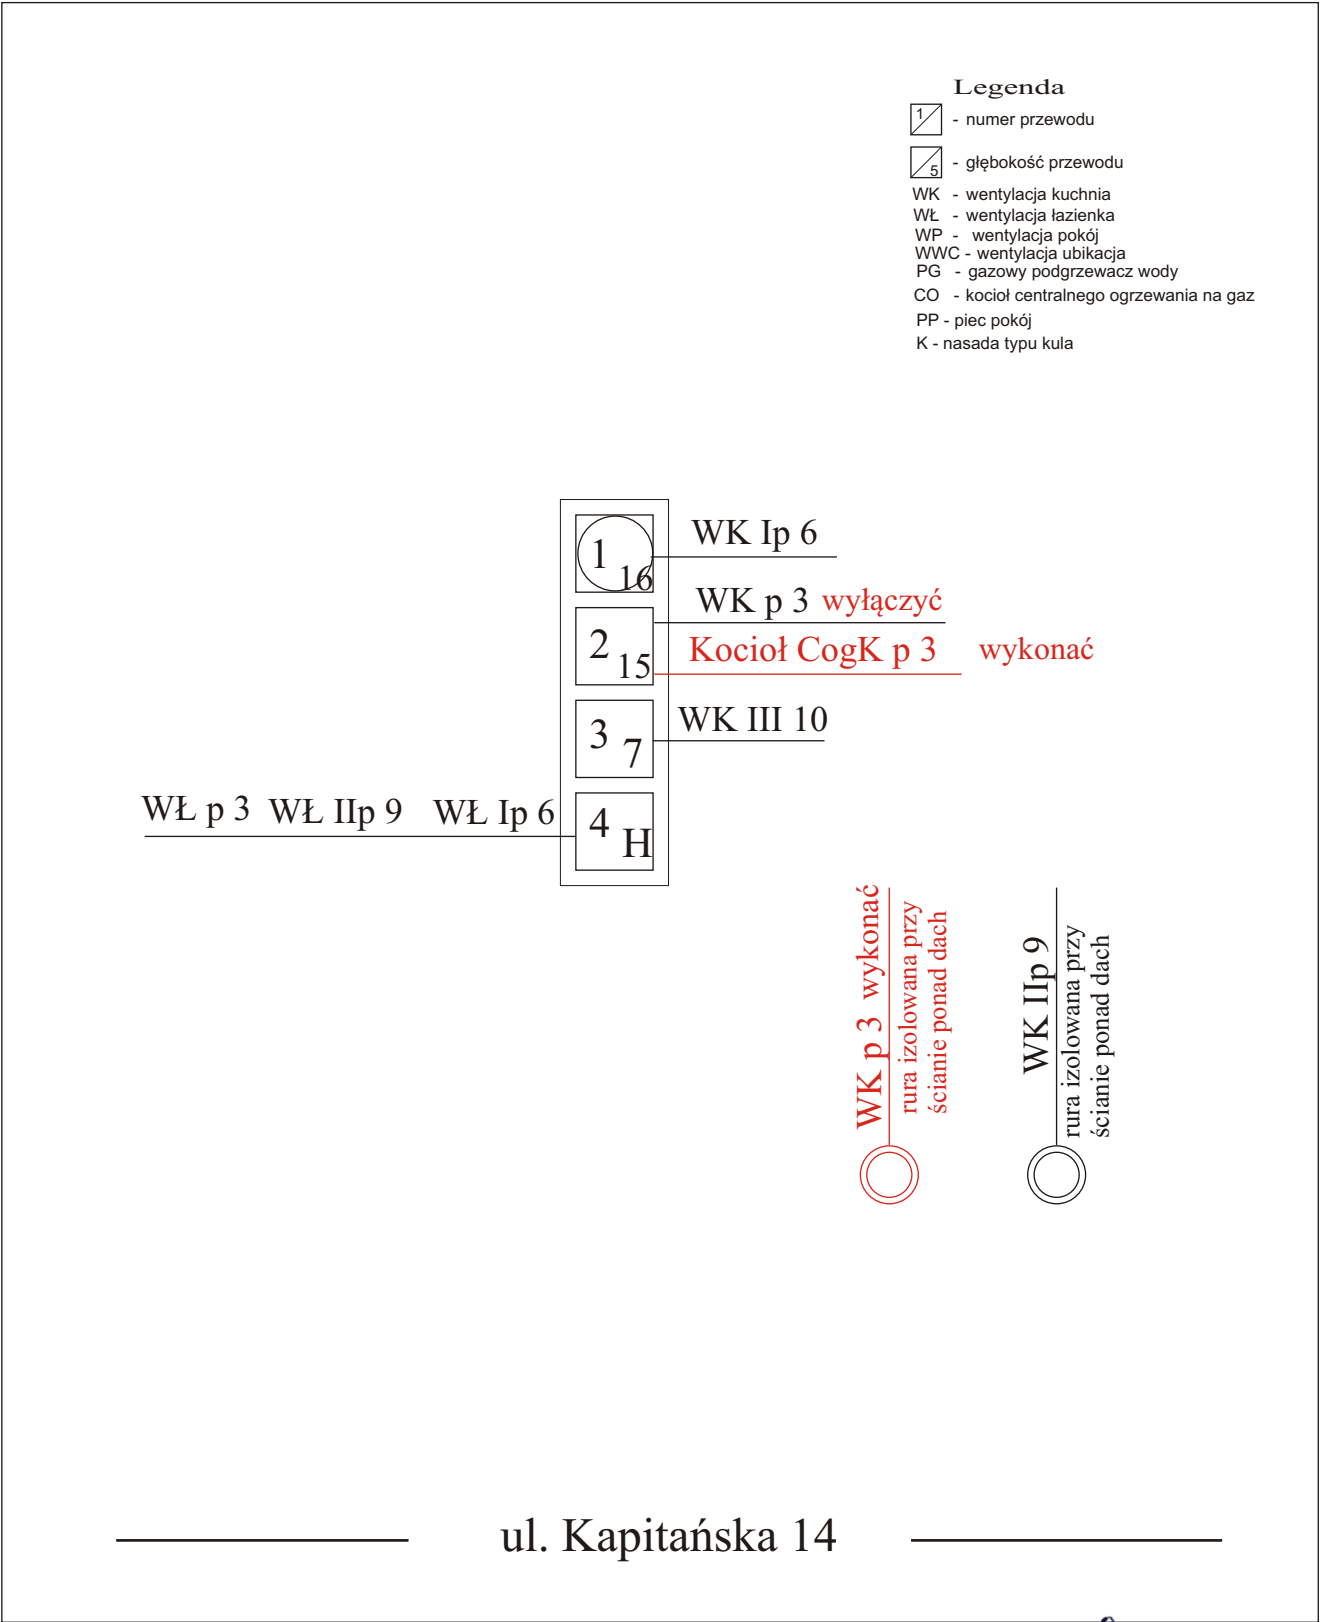 Legenda
1 - numer przewodu
5 - głębokość przewodu
WK - wentylacja kuchnia
WŁ - wentylacja łazienka
WP - wentylacja pokój
WWC - wentylacja ubikacja
PG - gazowy podgrzewacz wody
CO - kocioł centralnego ogrzewania na gaz
PP - piec pokój
K - nasada typu kula
1 16 WK Ip 6
WK p 3 wyłączyć
2 15 Kocioł CogK p 3 wykonać
3 7 WK III 10
WŁ p 3 WŁ IIp 9 WŁ Ip 6 4 H
WK p 3 wykonać
rura izolowana przy
ścianie ponad dach
WK IIp 9
rura izolowana przy
ścianie ponad dach
ul. Kapitańska 14